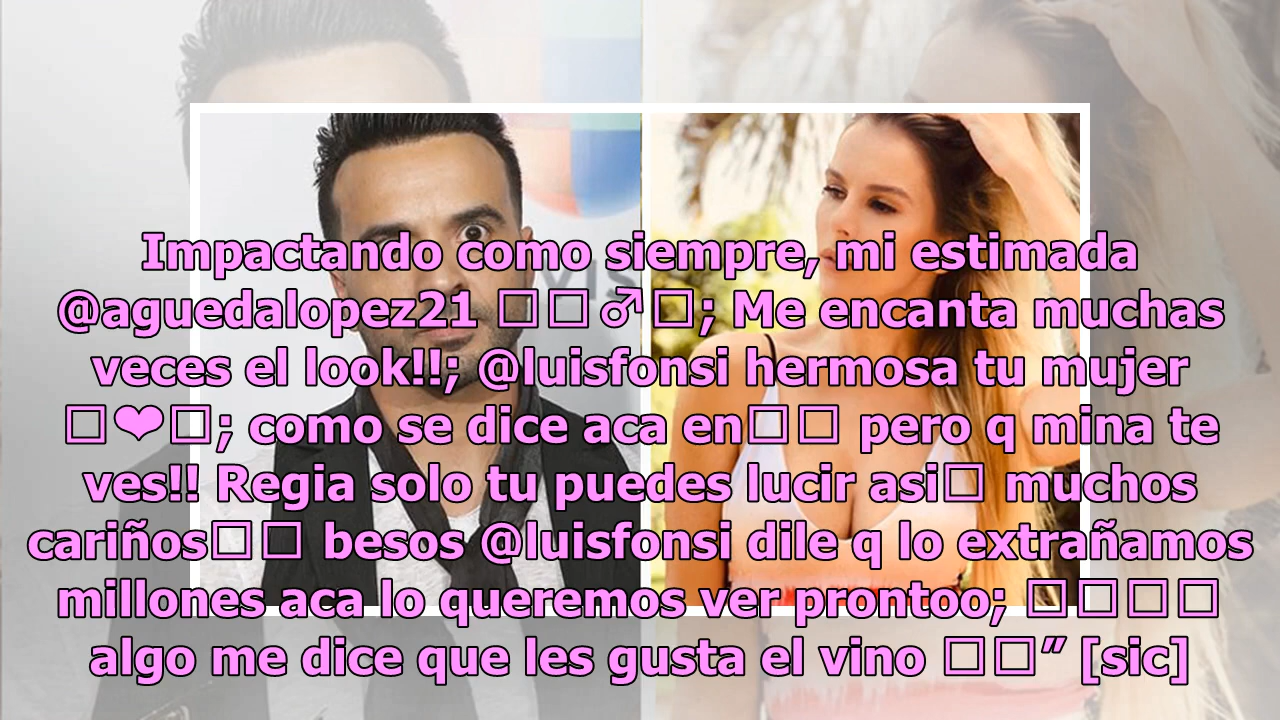 Impactando como siempre, mi estimada
@aguedalopez21 □□♂□; Me encanta muchas
veces el look!!; @luisfonsi hermosa tu mujer
□❤□; como se dice aca en□□ pero q mina te
ves!! Regia solo tu puedes lucir asi□ muchos
cariños□□ besos @luisfonsi dile q lo extrañamos
millones aca lo queremos ver prontoo; □□□□
algo me dice que les gusta el vino □□” [sic]